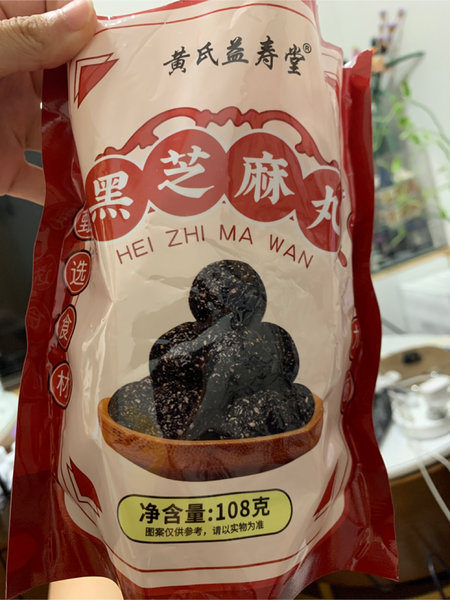 黄氏益寿堂®
黑芝麻丸
HEI ZHI MA WAN
甄选食材
净含量:108克
图案仅供参考，请以实物为准